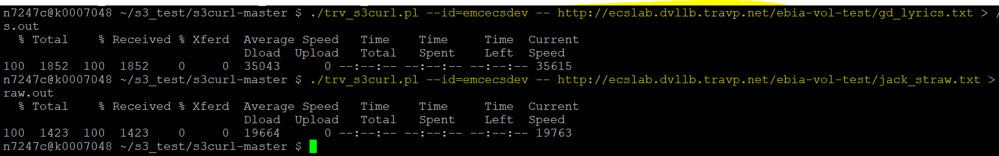 n7247c@k0007048 ~/s3_test/s3curl-master $ ./trv_s3curl.pl --id=emcecsdev -- http://ecslab.dvllb.travp.net/ebia-vol-test/gd_lyrics.txt > /
s.out
  % Total    % Received % Xferd  Average Speed   Time    Time     Time  Current
                                 Dload  Upload   Total   Spent    Left  Speed
100  1852  100  1852    0     0  35043      0 --:--:-- --:--:-- --:--:-- 35615
n7247c@k0007048 ~/s3_test/s3curl-master $ ./trv_s3curl.pl --id=emcecsdev -- http://ecslab.dvllb.travp.net/ebia-vol-test/jack_straw.txt >
raw.out
  % Total    % Received % Xferd  Average Speed   Time    Time     Time  Current
                                 Dload  Upload   Total   Spent    Left  Speed
100  1423  100  1423    0     0  19664      0 --:--:-- --:--:-- --:--:-- 19763
n7247c@k0007048 ~/s3_test/s3curl-master $